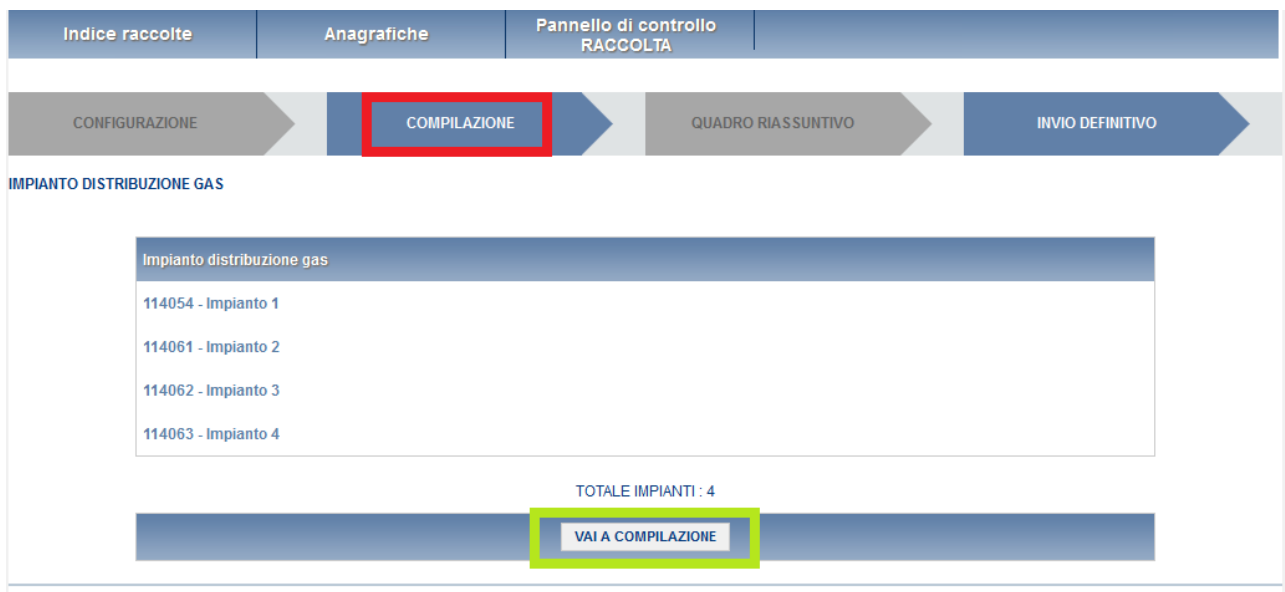 Indice raccolte
Anagrafiche
Pannello di controllo
RACCOLTA
CONFIGURAZIONE
COMPILAZIONE
QUADRO RIASSUNTIVO
INVIO DEFINITIVO
IMPIANTO DISTRIBUZIONE GAS
Impianto distribuzione gas
114054 - Impianto 1
114061 - Impianto 2
114062 - Impianto 3
114063 - Impianto 4
TOTALE IMPIANTI : 4
VAI A COMPILAZIONE